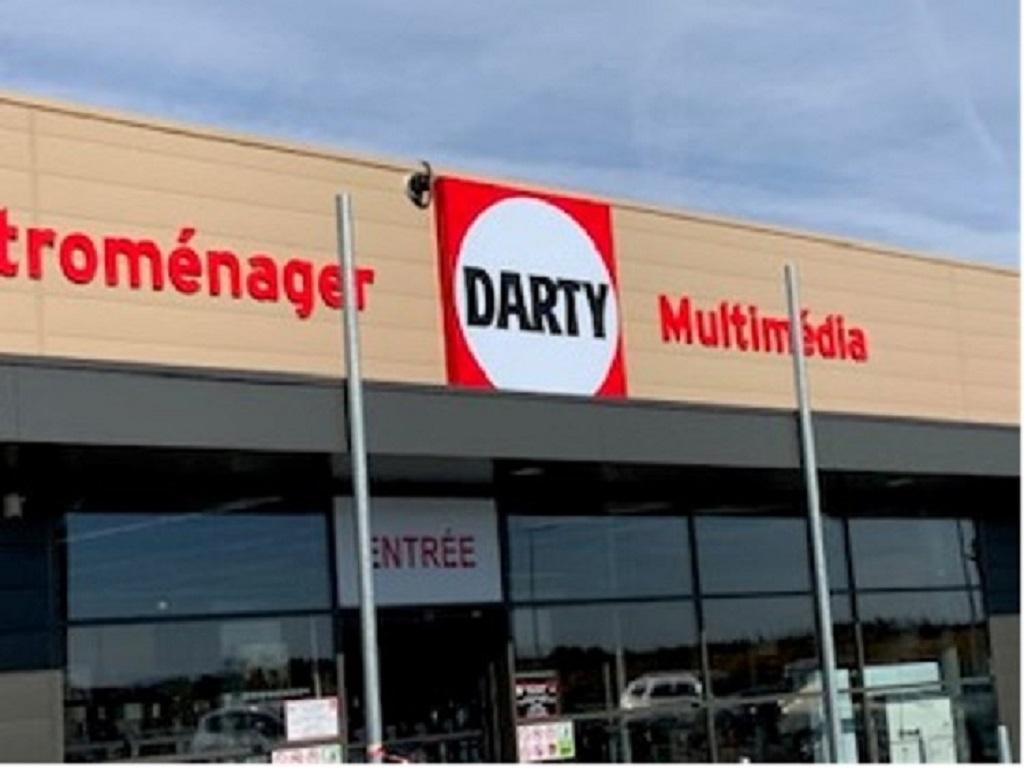 troménager
DARTY
Multimédia
ENTRÉE